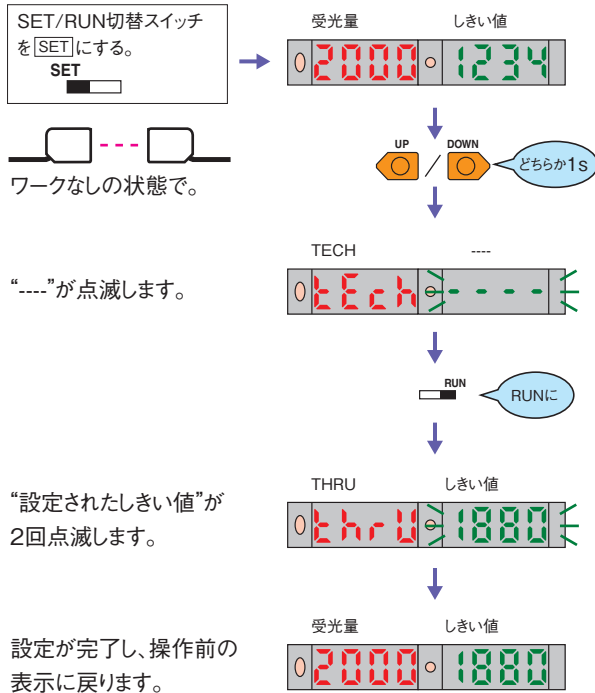 SET/RUN切替スイッチ
を SET にする。
SET
ワークなしの状態で。
受光量 しきい値
2000 1234
UP / DOWN
どちらか1s
“----”が点滅します。
TECH ----
tEch ----
RUN
RUNに
“設定されたしきい値”が
2回点滅します。
THRU しきい値
thrU 1880
設定が完了し、操作前の
表示に戻ります。
受光量 しきい値
2000 1880